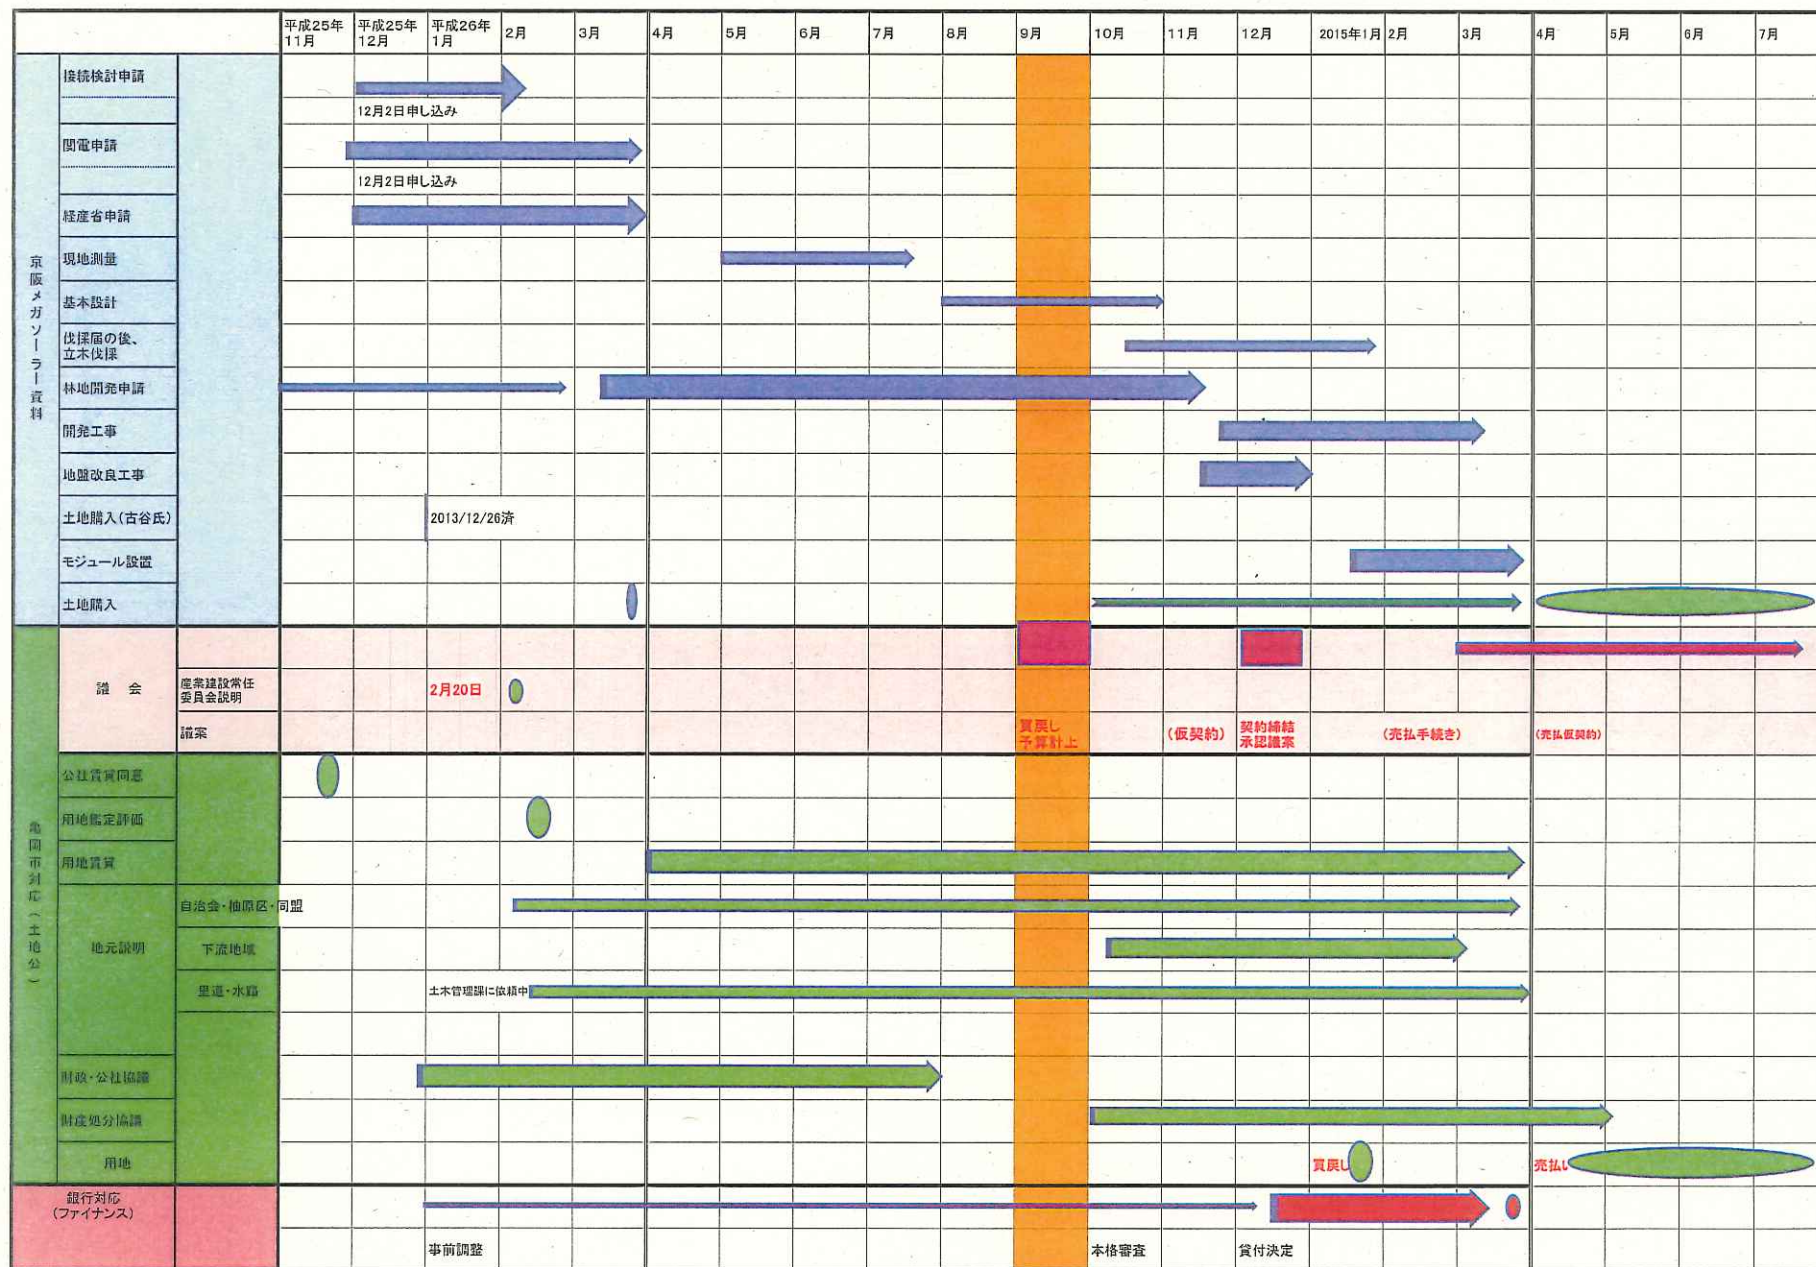 平成25年
11月
平成25年
12月
平成26年
1月
2月
3月
4月
5月
6月
7月
8月
9月
10月
11月
12月
2015年1月
2月
3月
4月
5月
6月
7月
京阪メガソーラー資料
接続検討申請
12月2日申し込み
関電申請
12月2日申し込み
経産省申請
現地測量
基本設計
伐採届の後、
立木伐採
林地開発申請
開発工事
地盤改良工事
土地購入(古谷氏)
2013/12/26済
モジュール設置
土地購入
亀岡市対応(土地公)
議 会
産業建設常任
委員会説明
2月20日
議案
買戻し
予算計上
(仮契約)
契約締結
承認議案
(売払手続き)
(売払仮契約)
公社賃貸同意
用地鑑定評価
用地賃貸
地元説明
自治会・柚原区・同盟
下流地域
里道・水路
土木管理課に依頼中
財政・公社協議
財産処分協議
用地
買戻し
売払い
銀行対応
(ファイナンス)
事前調整
本格審査
貸付決定